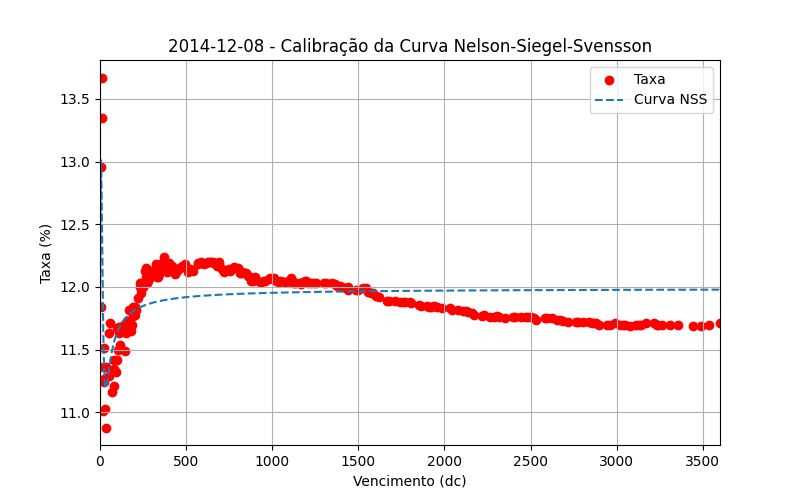 2014-12-08 - Calibração da Curva Nelson-Siegel-Svensson
Taxa
Curva NSS
Taxa (%)
13.5
13.0
12.5
12.0
11.5
11.0
0 500 1000 1500 2000 2500 3000 3500
Vencimento (dc)